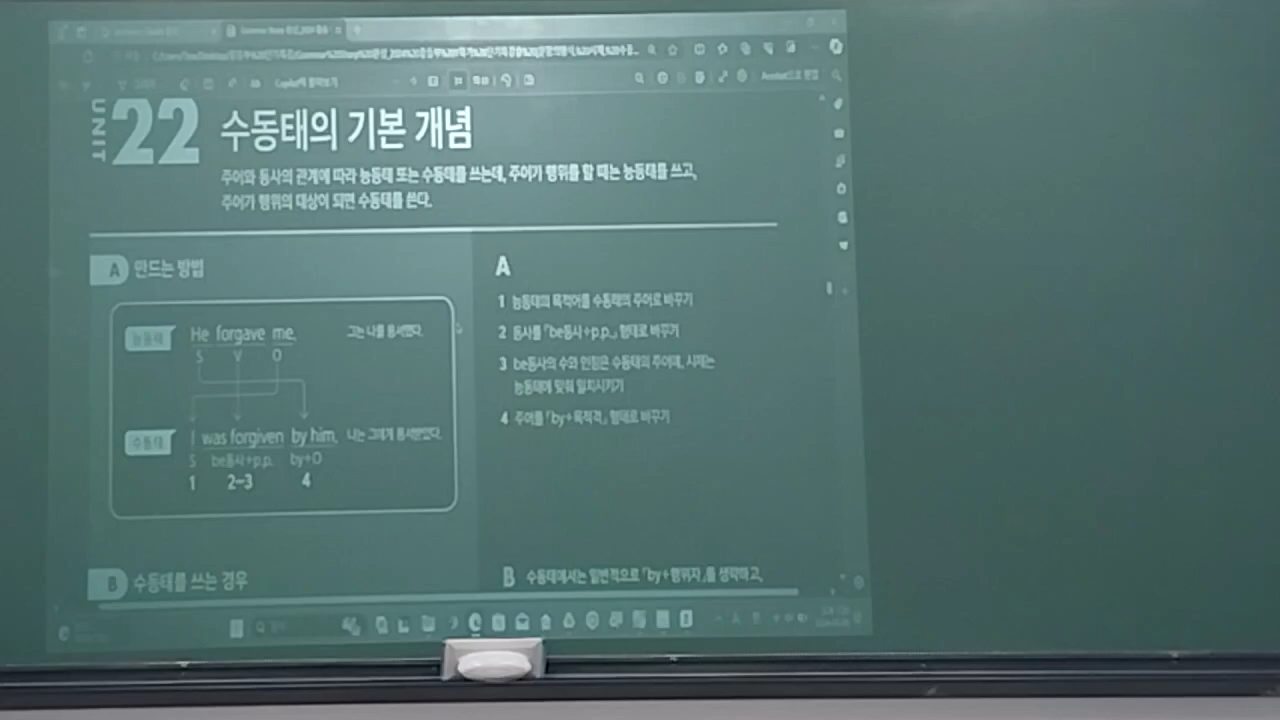 UNIT 22 수동태의 기본 개념
주어와 동사의 관계에 따라 능동태 또는 수동태를 쓰는데, 주어가 행위를 할 때는 능동태를 쓰고,
주어가 행위의 대상이 되면 수동태를 쓴다.
A 만드는 방법
능동태 He forgave me. 그는 나를 용서했다.
S V O
수동태 I was forgiven by him. 나는 그에게 용서받았다.
S be동사+p.p. by+O
1 2-3 4
A
1 능동태의 목적어를 수동태의 주어로 바꾸기
2 동사를 「be동사+p.p.」 형태로 바꾸기
3 be동사의 수와 인칭은 수동태의 주어에, 시제는
능동태에 맞춰 일치시키기
4 주어를 「by+목적격」 형태로 바꾸기
B 수동태를 쓰는 경우
B 수동태에서는 일반적으로 「by+행위자」를 생략하고,